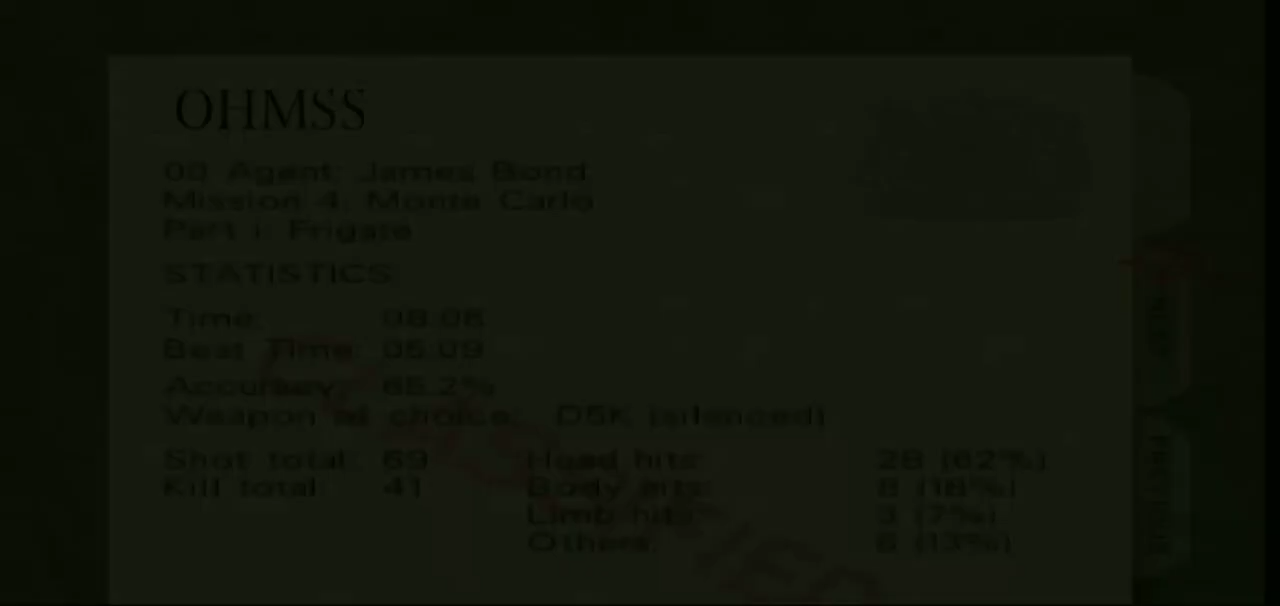 OHMSS
00 Agent: James Bond
Mission 4: Monte Carlo
Part i: Frigate
STATISTICS
Time: 08:06
Best Time: 05:09
Accuracy: 65.2%
Weapon of choice: D5K (silenced)
Shot total: 69 Head hits: 28 (62%)
Kill total: 41 Body hits: 8 (18%)
Limb hits: 3 (7%)
Others: 6 (13%)